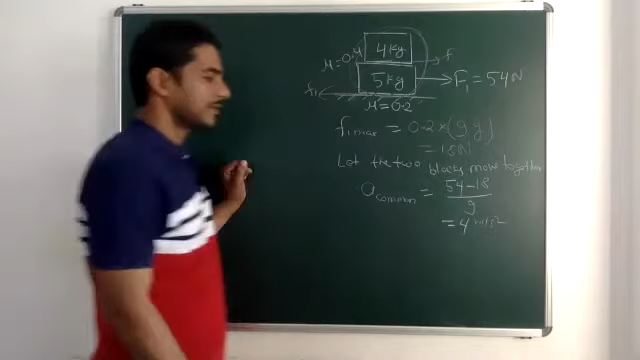 4kg
μ=0.4
f
5kg
F₁=54N
f₁
μ=0.2
f₁max = 0.2×(9g)
=18N
Let the two blocks move together
a common = 54-18
9
=4 m/s²